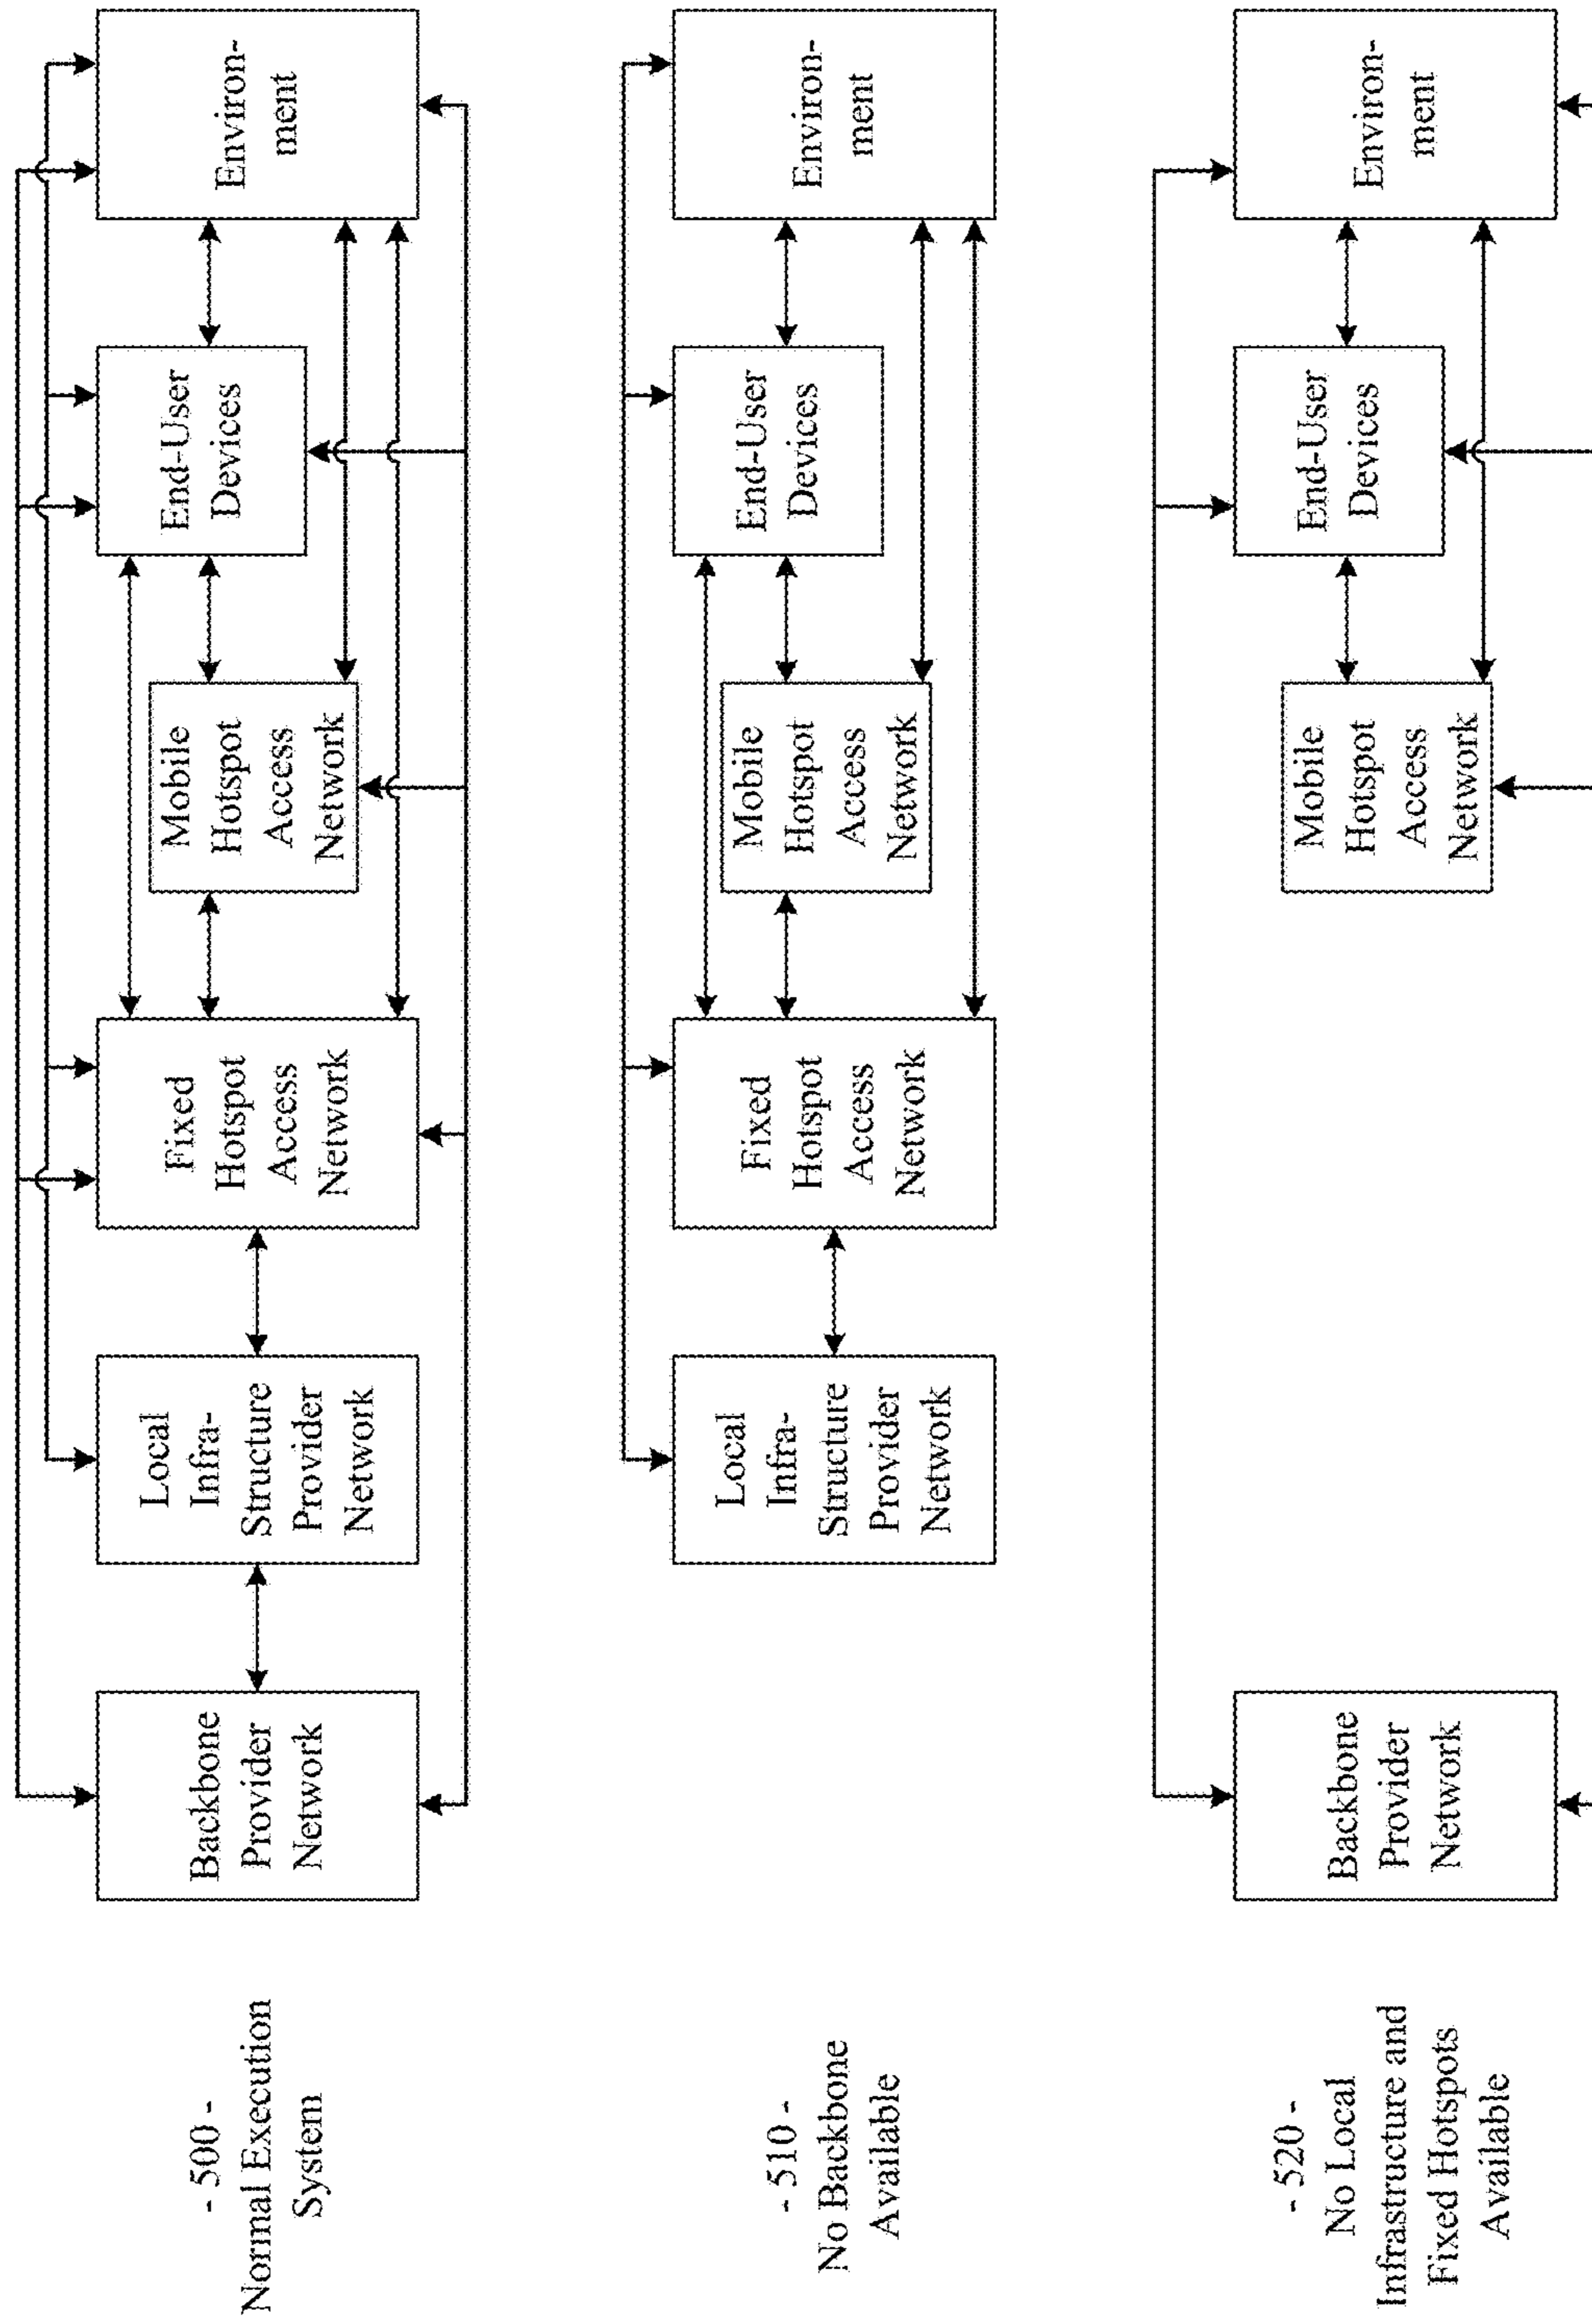 - 500 -
Normal Execution
System
Backbone
Provider
Network
Local
Infra-
Structure
Provider
Network
Fixed
Hotspot
Access
Network
Mobile
Hotspot
Access
Network
End-User
Devices
Environ-
ment
- 510 -
No Backbone
Available
Local
Infra-
Structure
Provider
Network
Fixed
Hotspot
Access
Network
Mobile
Hotspot
Access
Network
End-User
Devices
Environ-
ment
- 520 -
No Local
Infrastructure and
Fixed Hotspots
Available
Backbone
Provider
Network
Mobile
Hotspot
Access
Network
End-User
Devices
Environ-
ment